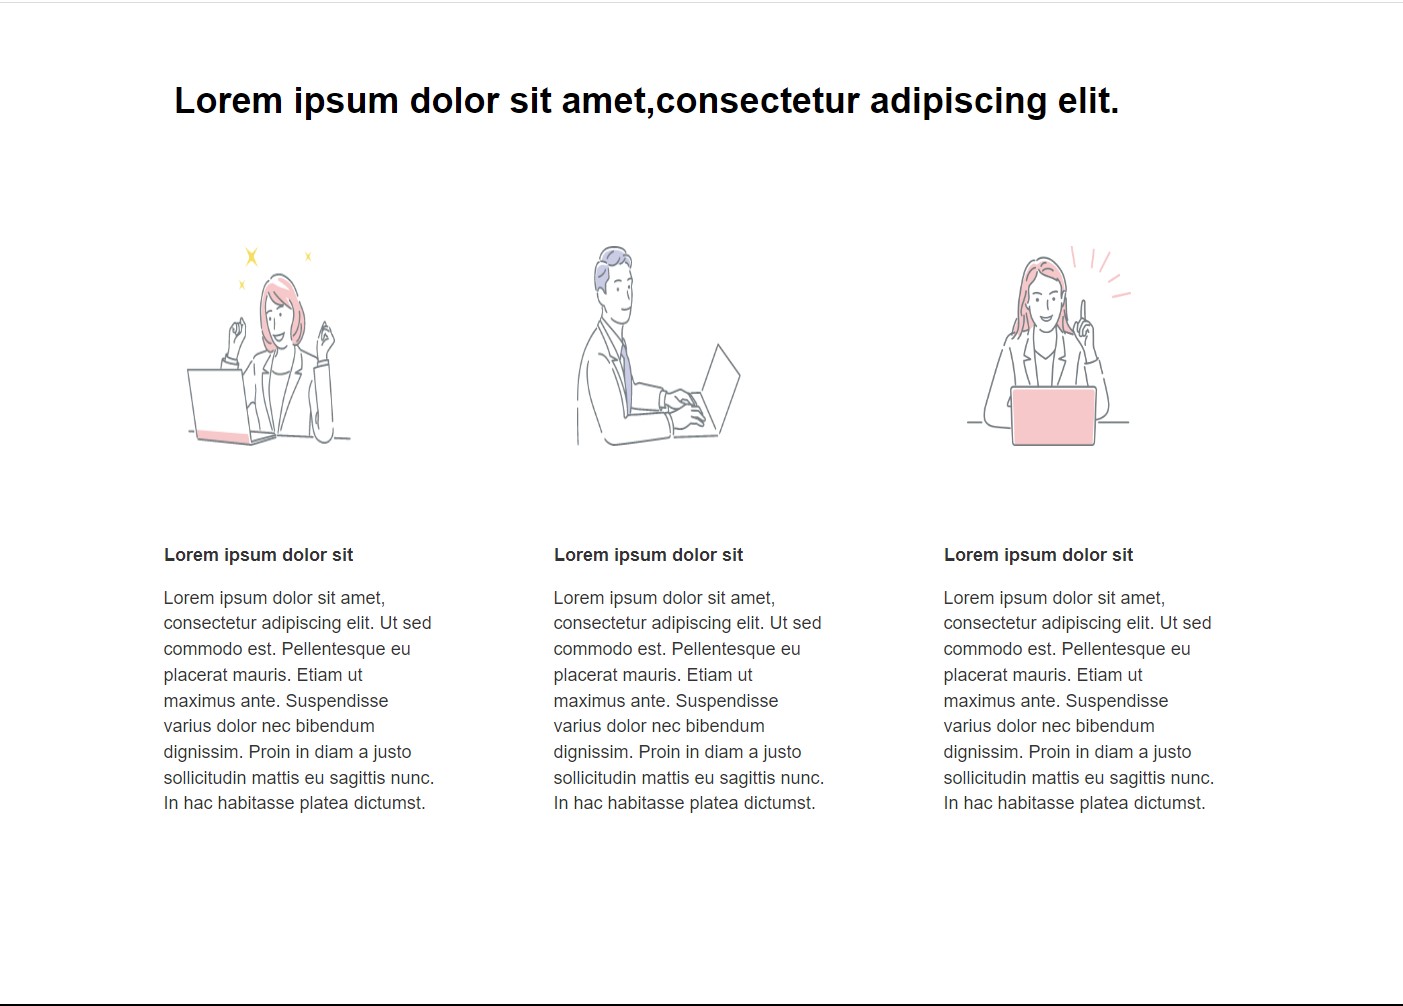 Lorem ipsum dolor sit amet,consectetur adipiscing elit.
Lorem ipsum dolor sit
Lorem ipsum dolor sit amet,
consectetur adipiscing elit. Ut sed
commodo est. Pellentesque eu
placerat mauris. Etiam ut
maximus ante. Suspendisse
varius dolor nec bibendum
dignissim. Proin in diam a justo
sollicitudin mattis eu sagittis nunc.
In hac habitasse platea dictumst.
Lorem ipsum dolor sit
Lorem ipsum dolor sit amet,
consectetur adipiscing elit. Ut sed
commodo est. Pellentesque eu
placerat mauris. Etiam ut
maximus ante. Suspendisse
varius dolor nec bibendum
dignissim. Proin in diam a justo
sollicitudin mattis eu sagittis nunc.
In hac habitasse platea dictumst.
Lorem ipsum dolor sit
Lorem ipsum dolor sit amet,
consectetur adipiscing elit. Ut sed
commodo est. Pellentesque eu
placerat mauris. Etiam ut
maximus ante. Suspendisse
varius dolor nec bibendum
dignissim. Proin in diam a justo
sollicitudin mattis eu sagittis nunc.
In hac habitasse platea dictumst.